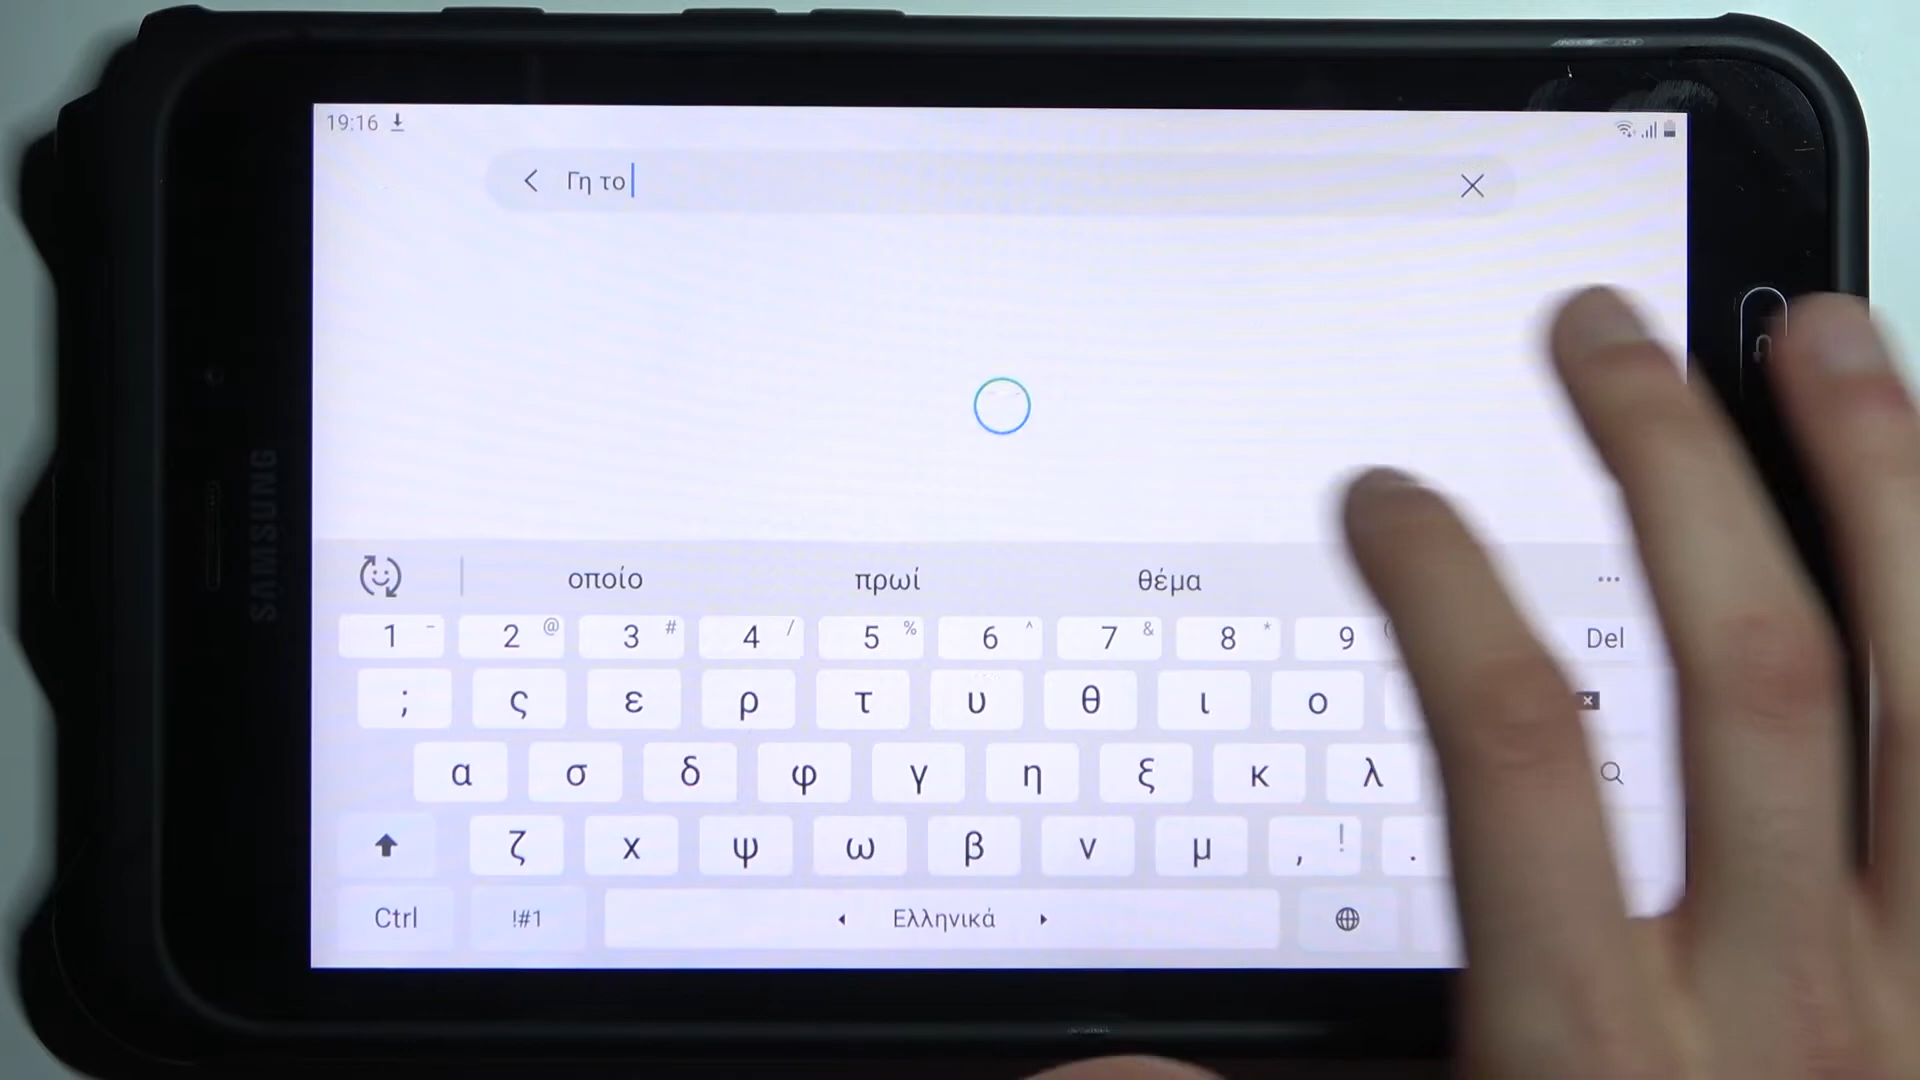 19:16
Γη το
SAMSUNG
οποίο πρωί θέμα ...
1 - 2 @ 3 # 4 / 5 % 6 ^ 7 & 8 * 9 ( Del
; ς ε ρ τ υ θ ι ο
α σ δ φ γ η ξ κ λ
ζ χ ψ ω β ν μ , ! .
Ctrl !#1 Ελληνικά